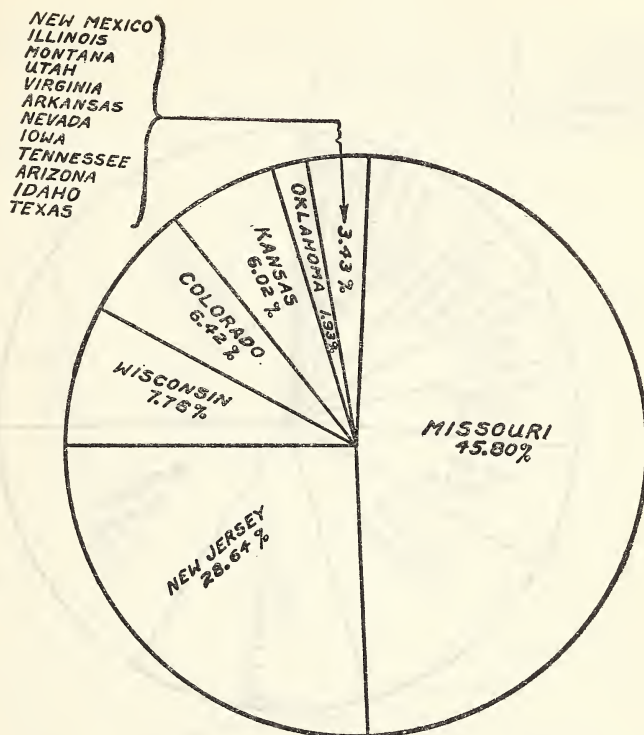 NEW MEXICO
ILLINOIS
MONTANA
UTAH
VIRGINIA
ARKANSAS
NEVADA
IOWA
TENNESSEE
ARIZONA
IDAHO
TEXAS
3.43 %
OKLAHOMA 1.93%
KANSAS
6.02%
COLORADO
6.42%
WISCONSIN
7.76%
MISSOURI
45.80%
NEW JERSEY
28.64 %